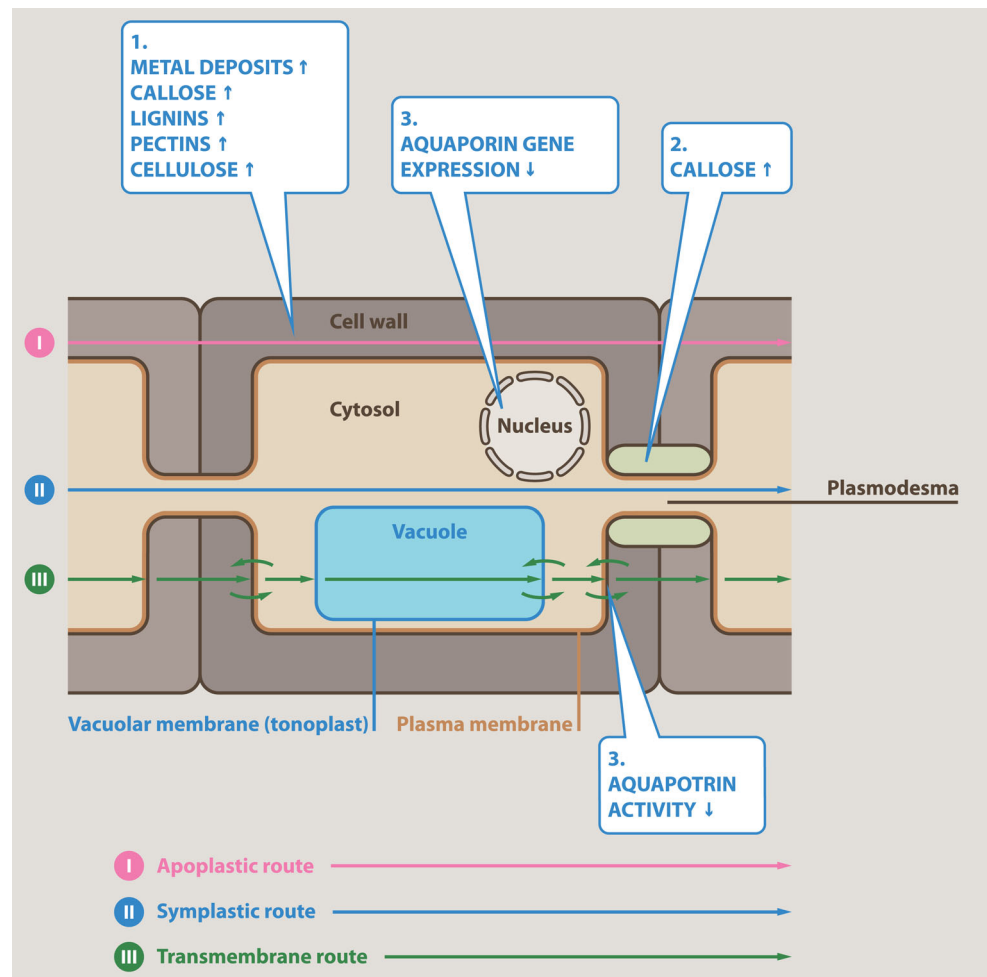 1.
METAL DEPOSITS ↑
CALLOSE ↑
LIGNINS ↑
PECTINS ↑
CELLULOSE ↑
3.
AQUAPORIN GENE
EXPRESSION ↓
2.
CALLOSE ↑
I
Cell wall
Cytosol
Nucleus
II
Plasmodesma
Vacuole
III
Vacuolar membrane (tonoplast)
Plasma membrane
3.
AQUAPOTRIN
ACTIVITY ↓
I Apoplastic route
II Symplastic route
III Transmembrane route